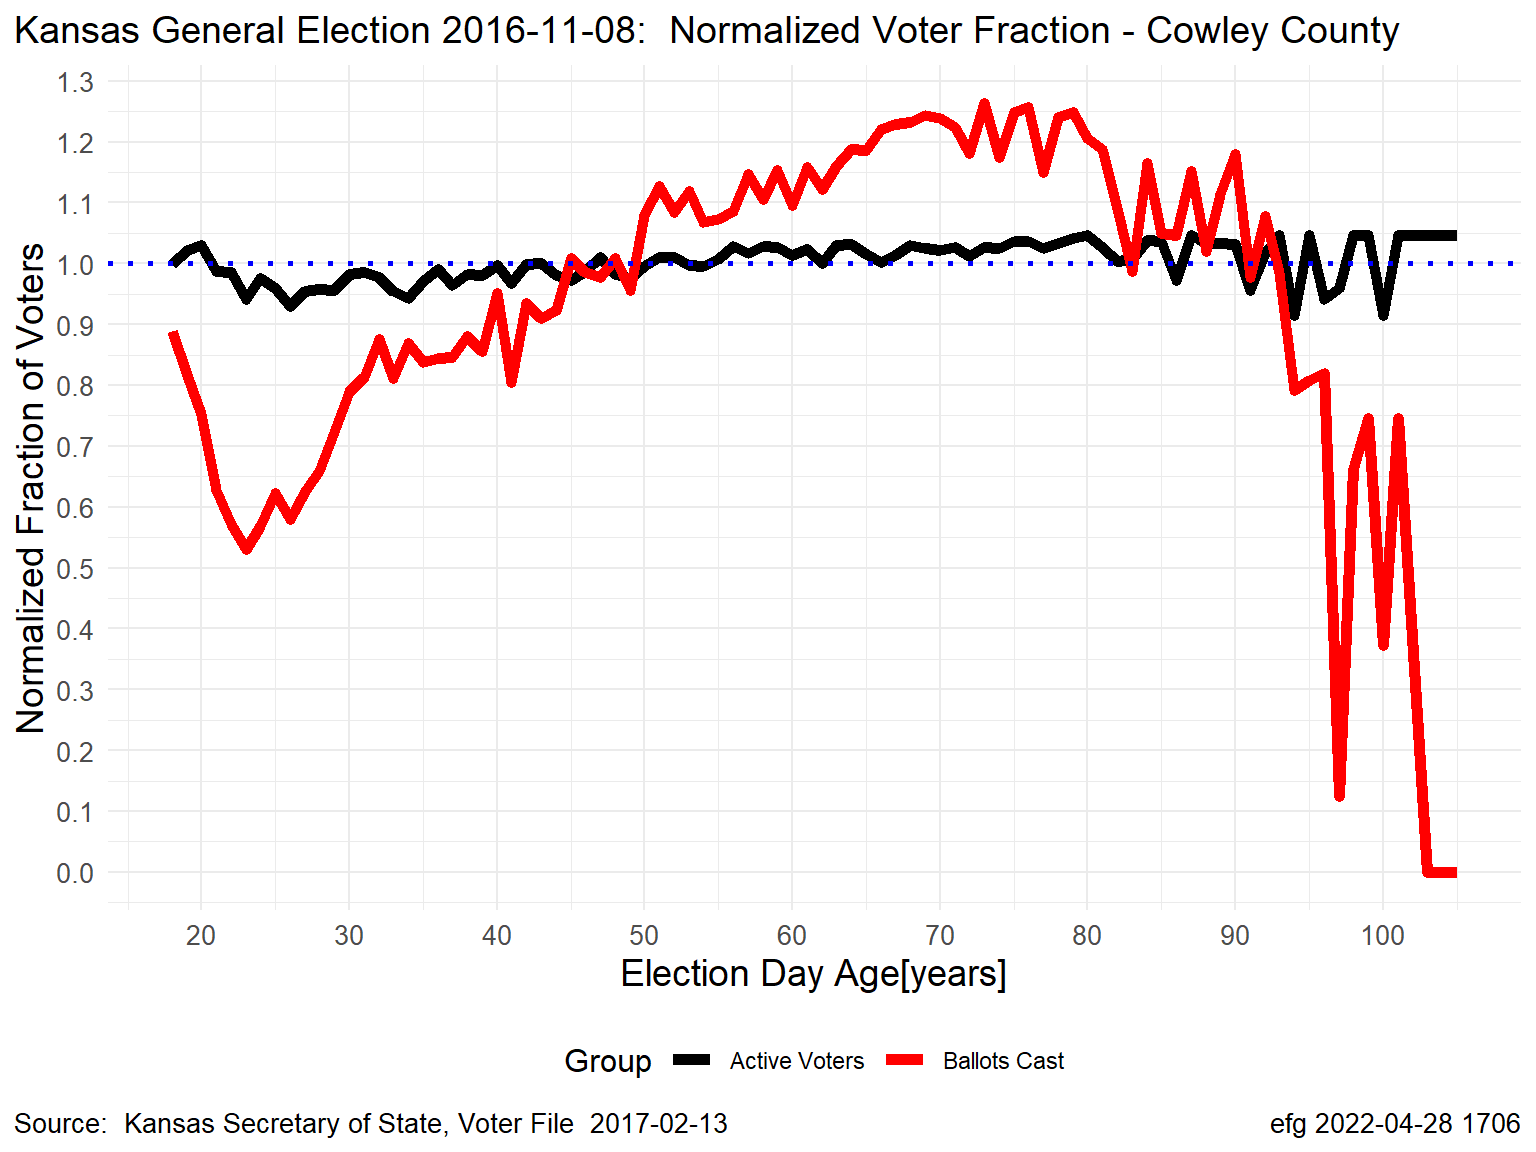 Kansas General Election 2016-11-08:  Normalized Voter Fraction - Cowley County
Normalized Fraction of Voters
1.3
1.2
1.1
1.0
0.9
0.8
0.7
0.6
0.5
0.4
0.3
0.2
0.1
0.0
20 30 40 50 60 70 80 90 100
Election Day Age[years]
Group Active Voters Ballots Cast
Source:  Kansas Secretary of State, Voter File  2017-02-13 efg 2022-04-28 1706